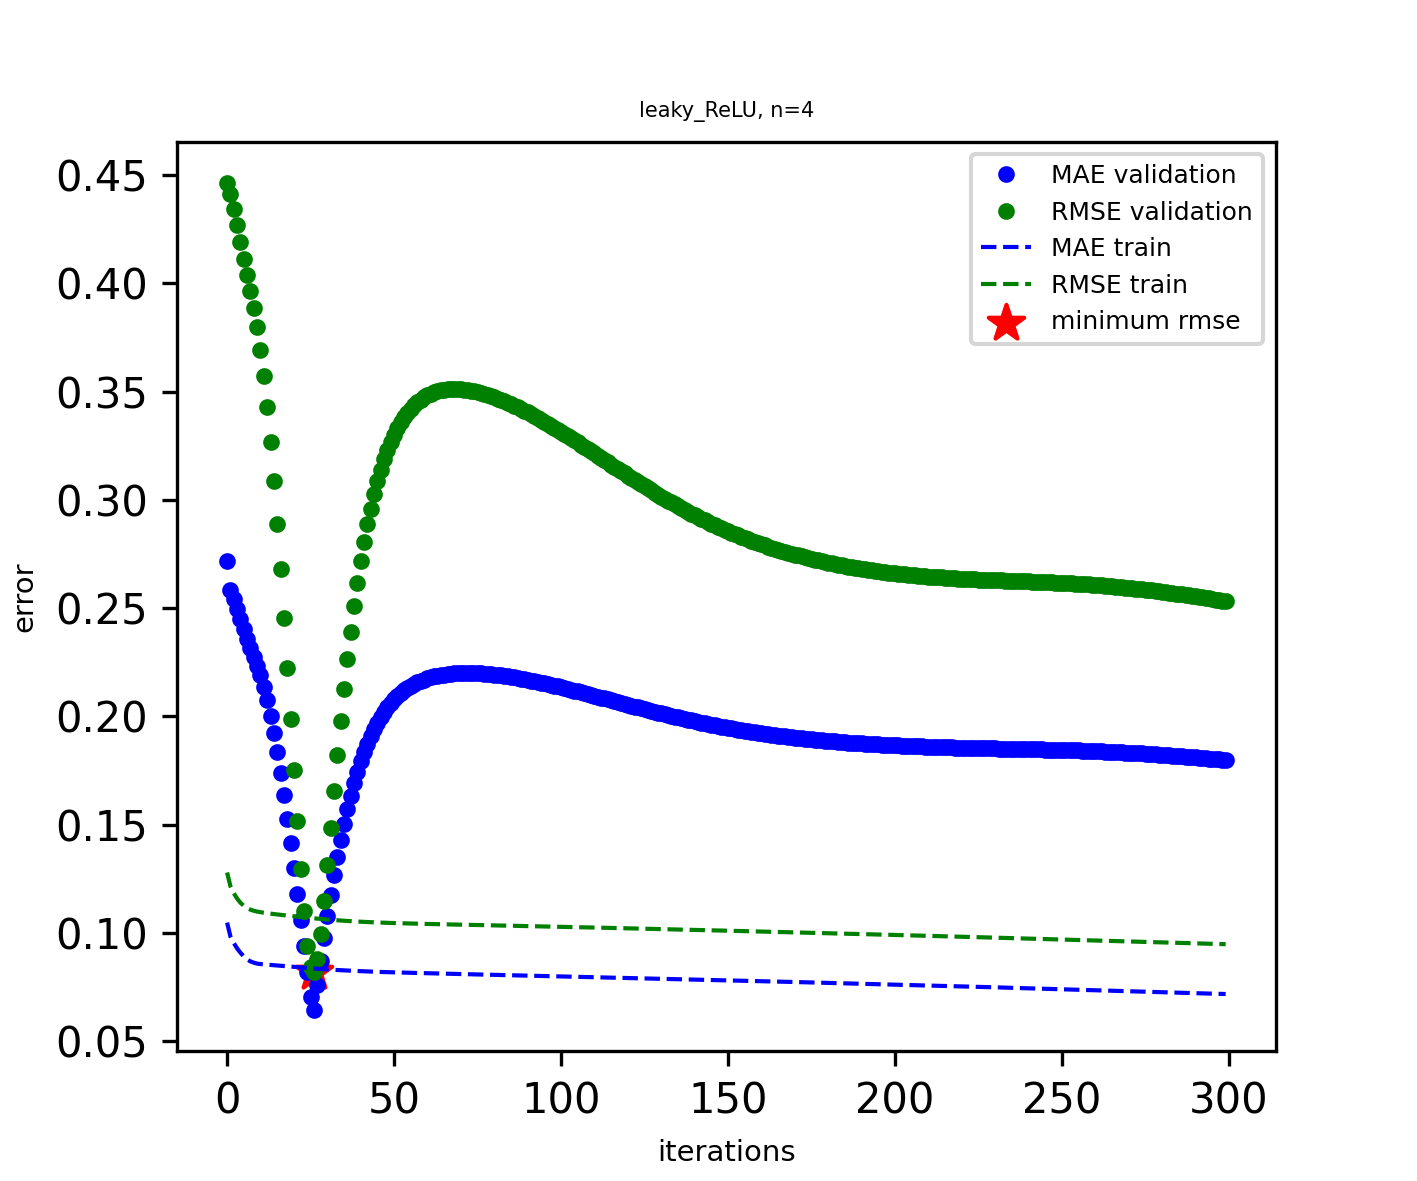 leaky_ReLU, n=4
MAE validation
RMSE validation
MAE train
RMSE train
minimum rmse
error
0.45
0.40
0.35
0.30
0.25
0.20
0.15
0.10
0.05
0 50 100 150 200 250 300
iterations